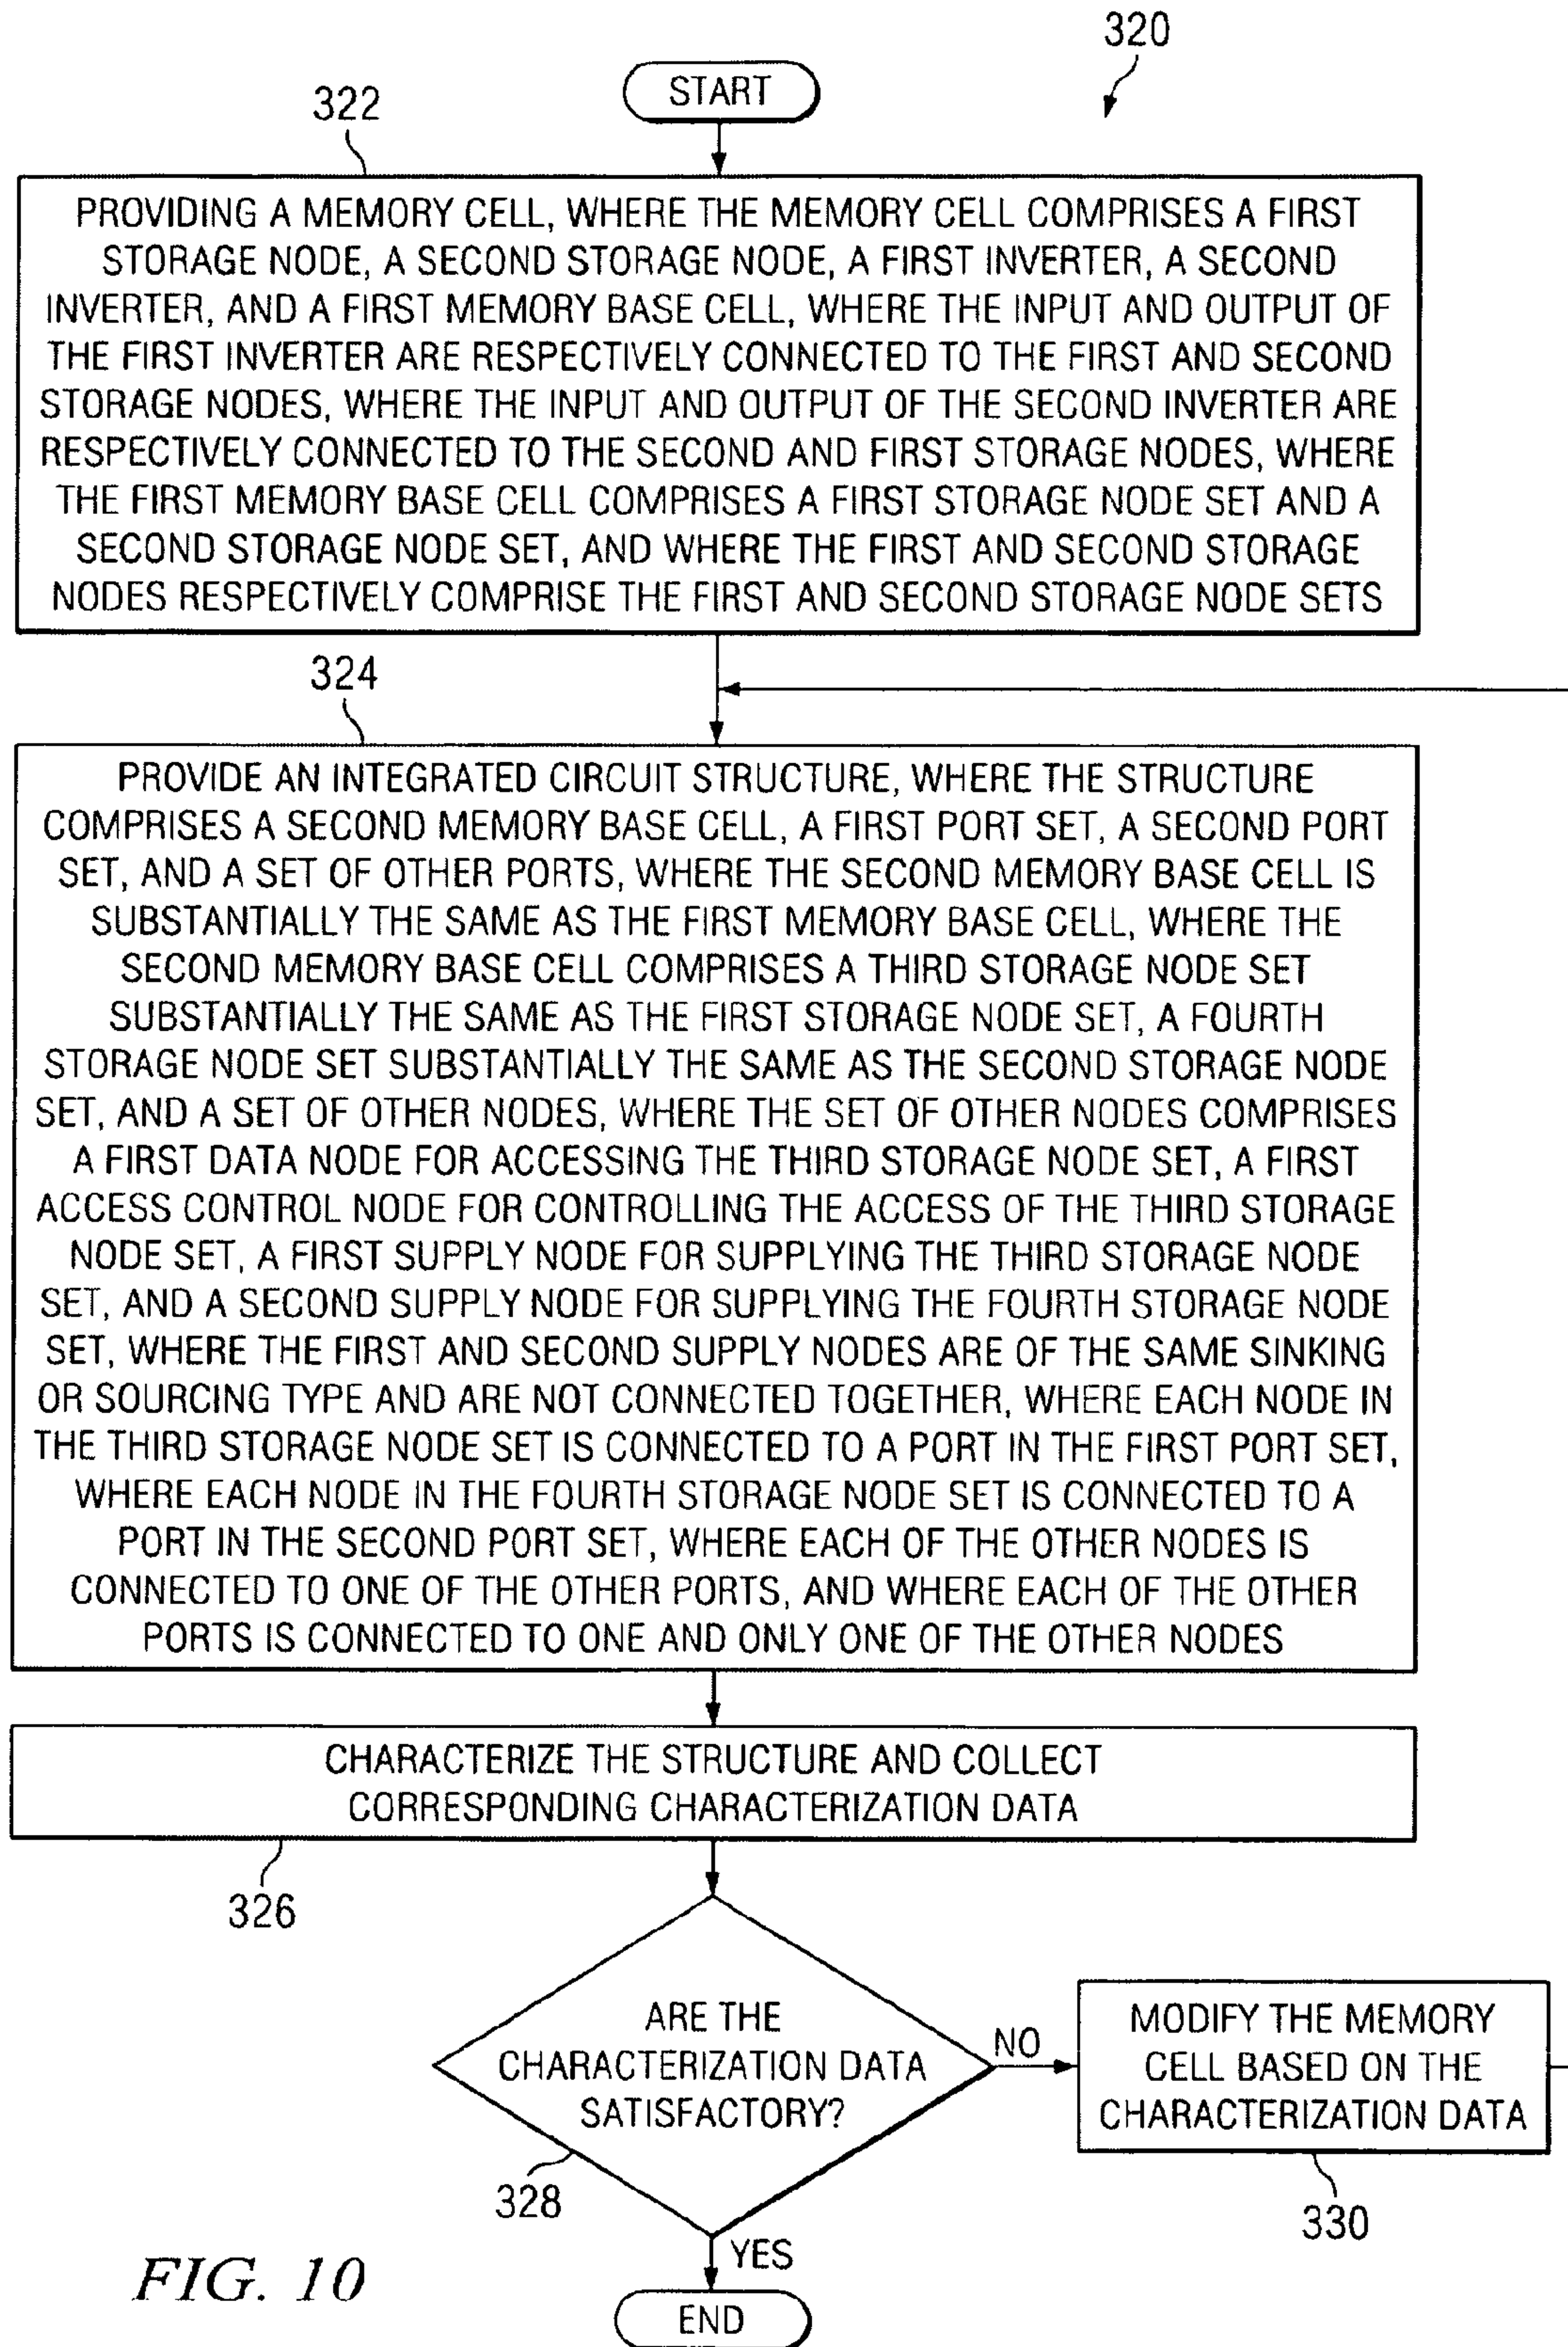 320
START
322
PROVIDING A MEMORY CELL, WHERE THE MEMORY CELL COMPRISES A FIRST
STORAGE NODE, A SECOND STORAGE NODE, A FIRST INVERTER, A SECOND
INVERTER, AND A FIRST MEMORY BASE CELL, WHERE THE INPUT AND OUTPUT OF
THE FIRST INVERTER ARE RESPECTIVELY CONNECTED TO THE FIRST AND SECOND
STORAGE NODES, WHERE THE INPUT AND OUTPUT OF THE SECOND INVERTER ARE
RESPECTIVELY CONNECTED TO THE SECOND AND FIRST STORAGE NODES, WHERE
THE FIRST MEMORY BASE CELL COMPRISES A FIRST STORAGE NODE SET AND A
SECOND STORAGE NODE SET, AND WHERE THE FIRST AND SECOND STORAGE
NODES RESPECTIVELY COMPRISE THE FIRST AND SECOND STORAGE NODE SETS
324
PROVIDE AN INTEGRATED CIRCUIT STRUCTURE, WHERE THE STRUCTURE
COMPRISES A SECOND MEMORY BASE CELL, A FIRST PORT SET, A SECOND PORT
SET, AND A SET OF OTHER PORTS, WHERE THE SECOND MEMORY BASE CELL IS
SUBSTANTIALLY THE SAME AS THE FIRST MEMORY BASE CELL, WHERE THE
SECOND MEMORY BASE CELL COMPRISES A THIRD STORAGE NODE SET
SUBSTANTIALLY THE SAME AS THE FIRST STORAGE NODE SET, A FOURTH
STORAGE NODE SET SUBSTANTIALLY THE SAME AS THE SECOND STORAGE NODE
SET, AND A SET OF OTHER NODES, WHERE THE SET OF OTHER NODES COMPRISES
A FIRST DATA NODE FOR ACCESSING THE THIRD STORAGE NODE SET, A FIRST
ACCESS CONTROL NODE FOR CONTROLLING THE ACCESS OF THE THIRD STORAGE
NODE SET, A FIRST SUPPLY NODE FOR SUPPLYING THE THIRD STORAGE NODE
SET, AND A SECOND SUPPLY NODE FOR SUPPLYING THE FOURTH STORAGE NODE
SET, WHERE THE FIRST AND SECOND SUPPLY NODES ARE OF THE SAME SINKING
OR SOURCING TYPE AND ARE NOT CONNECTED TOGETHER, WHERE EACH NODE IN
THE THIRD STORAGE NODE SET IS CONNECTED TO A PORT IN THE FIRST PORT SET,
WHERE EACH NODE IN THE FOURTH STORAGE NODE SET IS CONNECTED TO A
PORT IN THE SECOND PORT SET, WHERE EACH OF THE OTHER NODES IS
CONNECTED TO ONE OF THE OTHER PORTS, AND WHERE EACH OF THE OTHER
PORTS IS CONNECTED TO ONE AND ONLY ONE OF THE OTHER NODES
CHARACTERIZE THE STRUCTURE AND COLLECT
CORRESPONDING CHARACTERIZATION DATA
326
ARE THE
CHARACTERIZATION DATA
SATISFACTORY?
328
NO
MODIFY THE MEMORY
CELL BASED ON THE
CHARACTERIZATION DATA
330
YES
END
FIG. 10